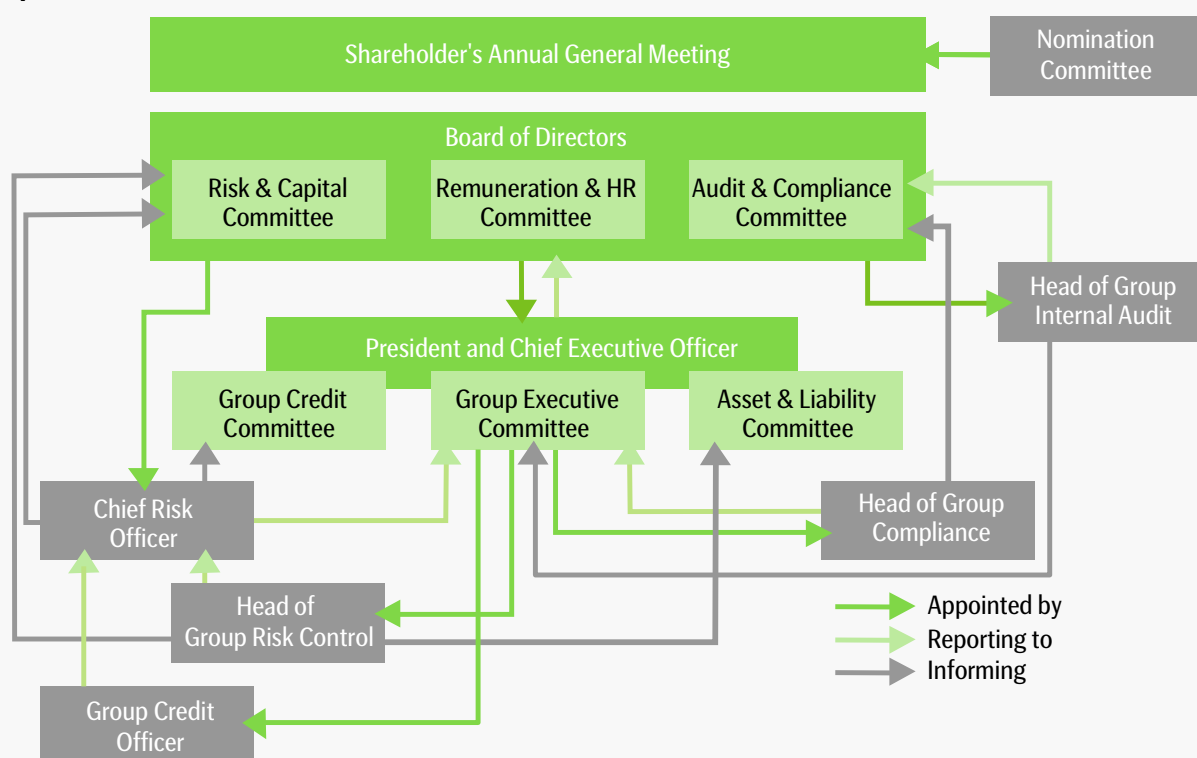 Shareholder's Annual General Meeting
Nomination
Committee
Board of Directors
Risk & Capital
Committee
Remuneration & HR
Committee
Audit & Compliance
Committee
Head of Group
Internal Audit
President and Chief Executive Officer
Group Credit
Committee
Group Executive
Committee
Asset & Liability
Committee
Chief Risk
Officer
Head of Group
Compliance
Head of
Group Risk Control
Group Credit
Officer
Appointed by
Reporting to
Informing